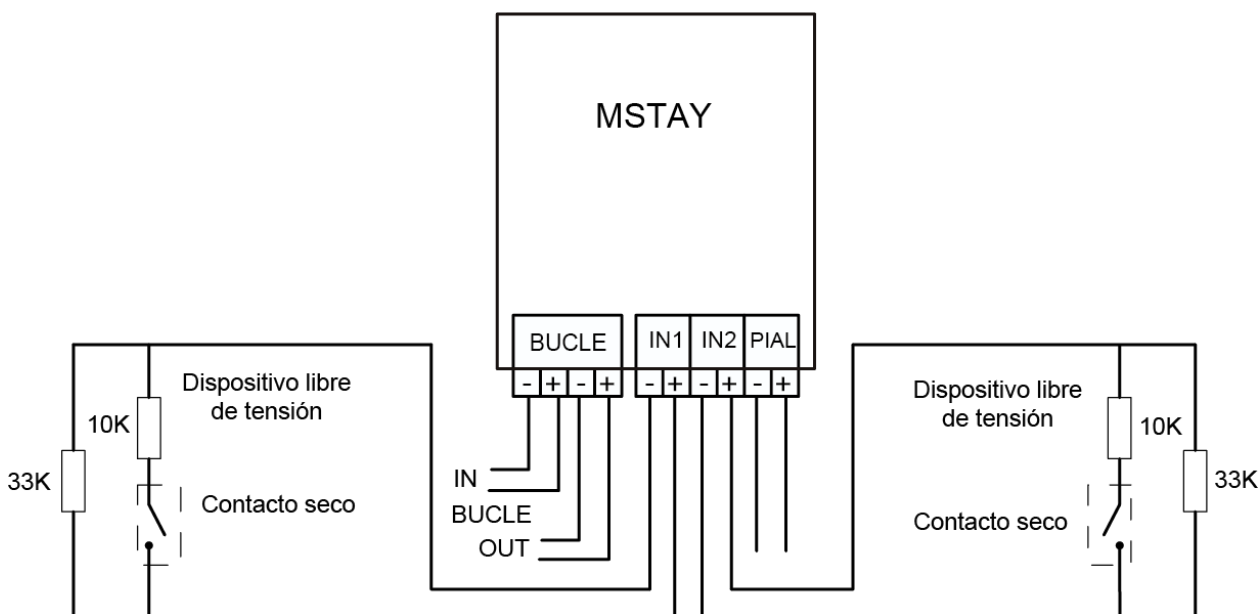 MSTAY
BUCLE
IN1
IN2
PIAL
- + - +
- + - + - +
Dispositivo libre
de tensión
10K
33K
Contacto seco
IN
BUCLE
OUT
Dispositivo libre
de tensión
10K
33K
Contacto seco